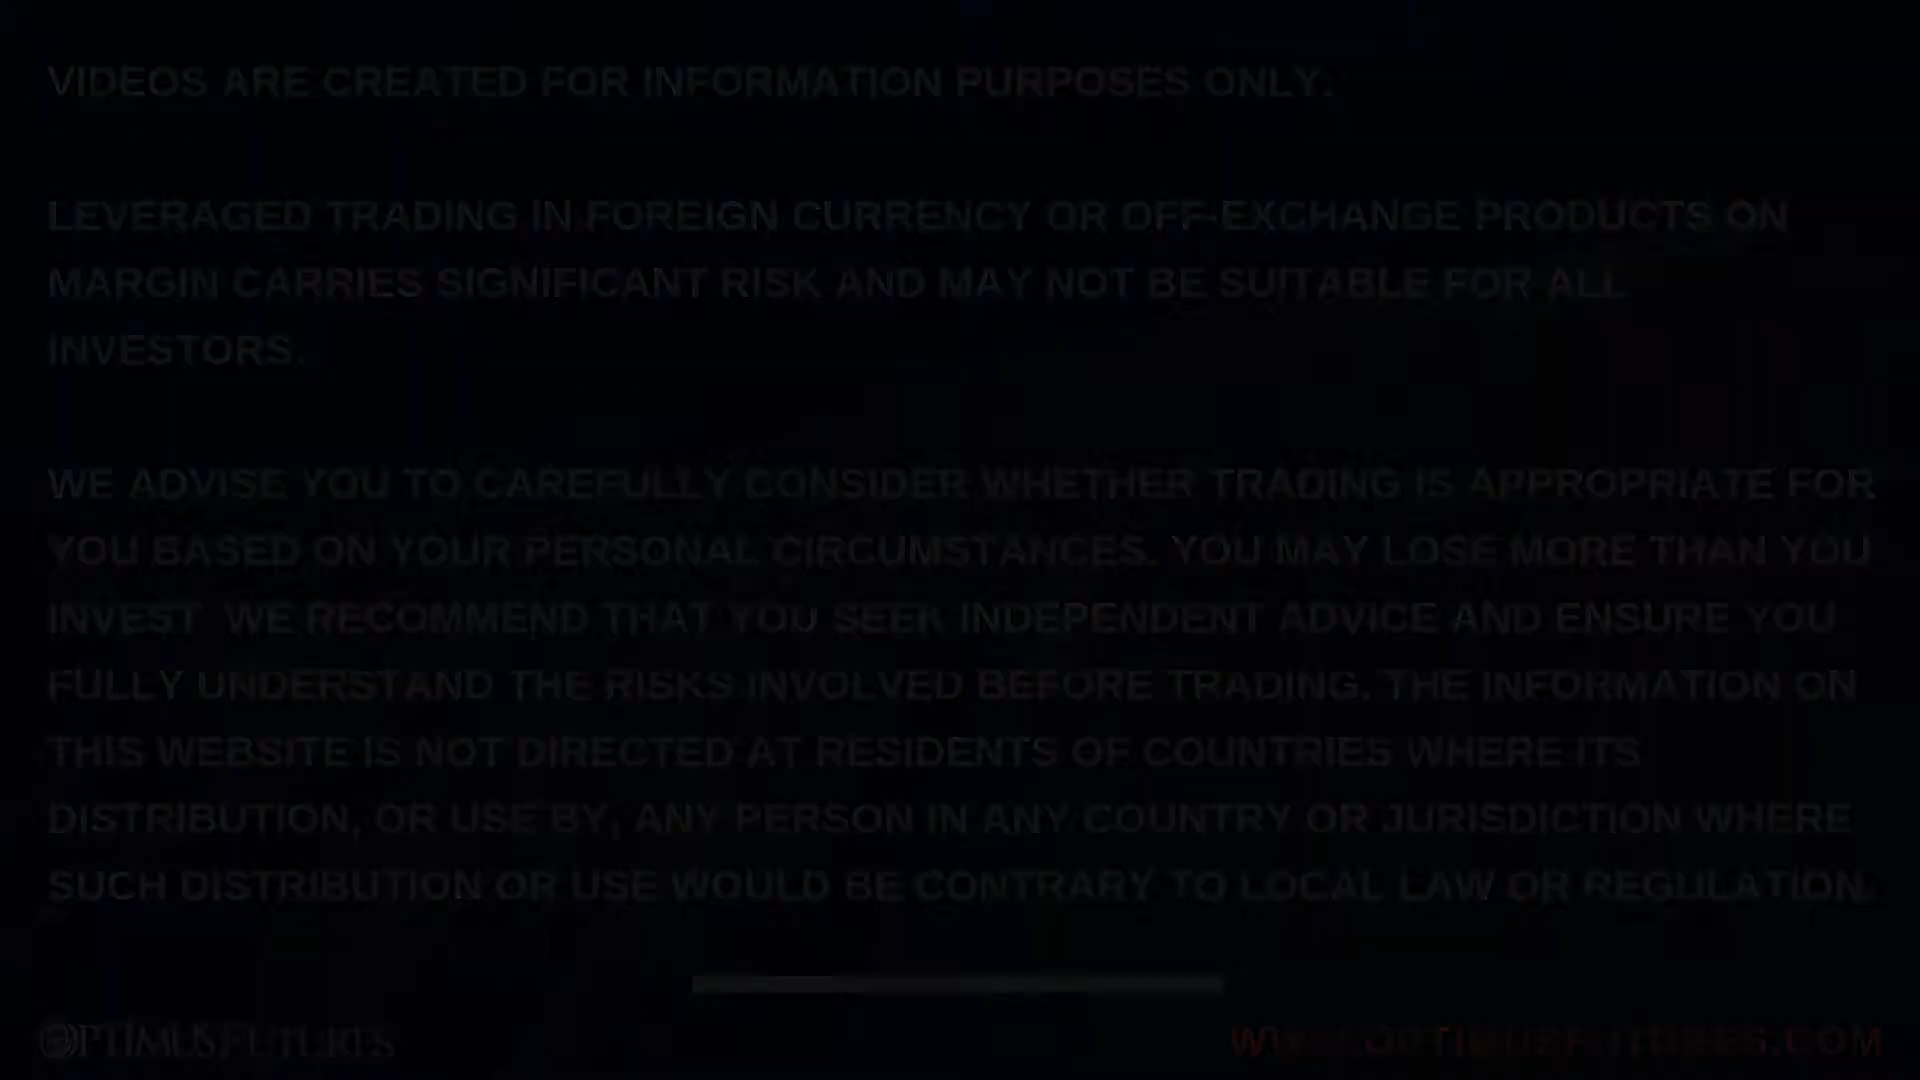 VIDEOS ARE CREATED FOR INFORMATION PURPOSES ONLY.
LEVERAGED TRADING IN FOREIGN CURRENCY OR OFF-EXCHANGE PRODUCTS ON
MARGIN CARRIES SIGNIFICANT RISK AND MAY NOT BE SUITABLE FOR ALL
INVESTORS.
WE ADVISE YOU TO CAREFULLY CONSIDER WHETHER TRADING IS APPROPRIATE FOR
YOU BASED ON YOUR PERSONAL CIRCUMSTANCES. YOU MAY LOSE MORE THAN YOU
INVEST WE RECOMMEND THAT YOU SEEK INDEPENDENT ADVICE AND ENSURE YOU
FULLY UNDERSTAND THE RISKS INVOLVED BEFORE TRADING. THE INFORMATION ON
THIS WEBSITE IS NOT DIRECTED AT RESIDENTS OF COUNTRIES WHERE ITS
DISTRIBUTION, OR USE BY, ANY PERSON IN ANY COUNTRY OR JURISDICTION WHERE
SUCH DISTRIBUTION OR USE WOULD BE CONTRARY TO LOCAL LAW OR REGULATION.
OPTIMUS FUTURES
WWW.OPTIMUSFUTURES.COM